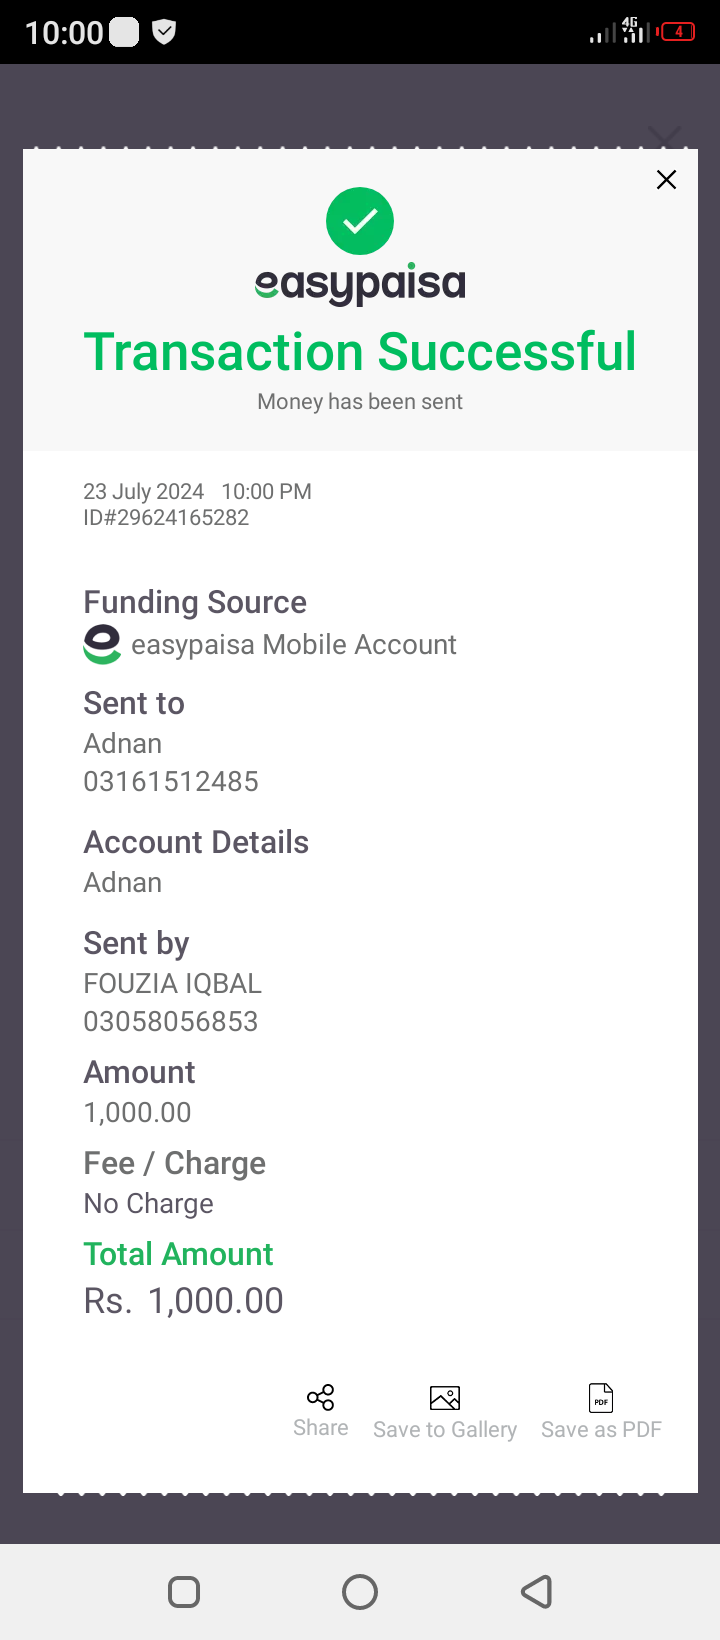 10:00
4G
4
easypaisa
Transaction Successful
Money has been sent
23 July 2024 10:00 PM
ID#29624165282
Funding Source
easypaisa Mobile Account
Sent to
Adnan
03161512485
Account Details
Adnan
Sent by
FOUZIA IQBAL
03058056853
Amount
1,000.00
Fee / Charge
No Charge
Total Amount
Rs. 1,000.00
PDF
Share
Save to Gallery
Save as PDF